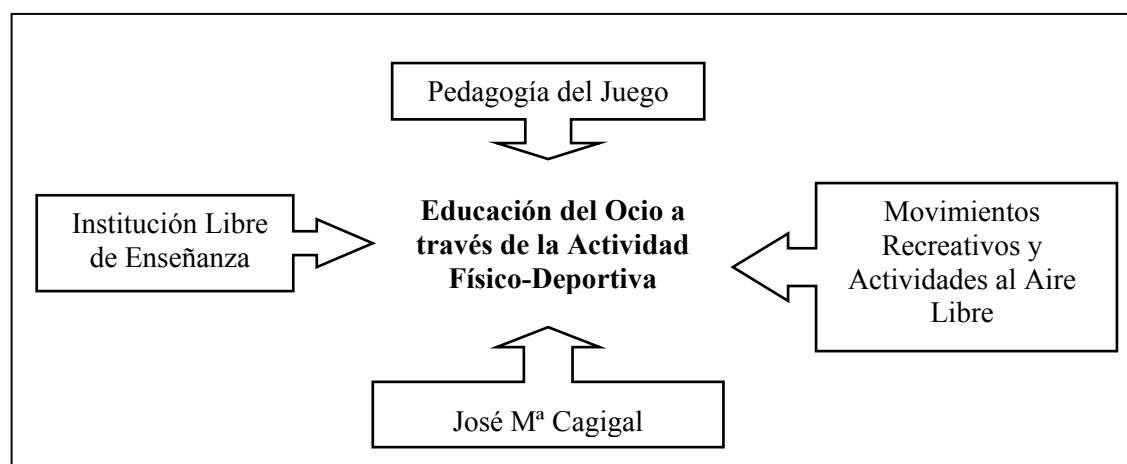 Pedagogía del Juego
Institución Libre
de Enseñanza
Educación del Ocio a
través de la Actividad
Físico-Deportiva
Movimientos
Recreativos y
Actividades al Aire
Libre
José Mª Cagigal